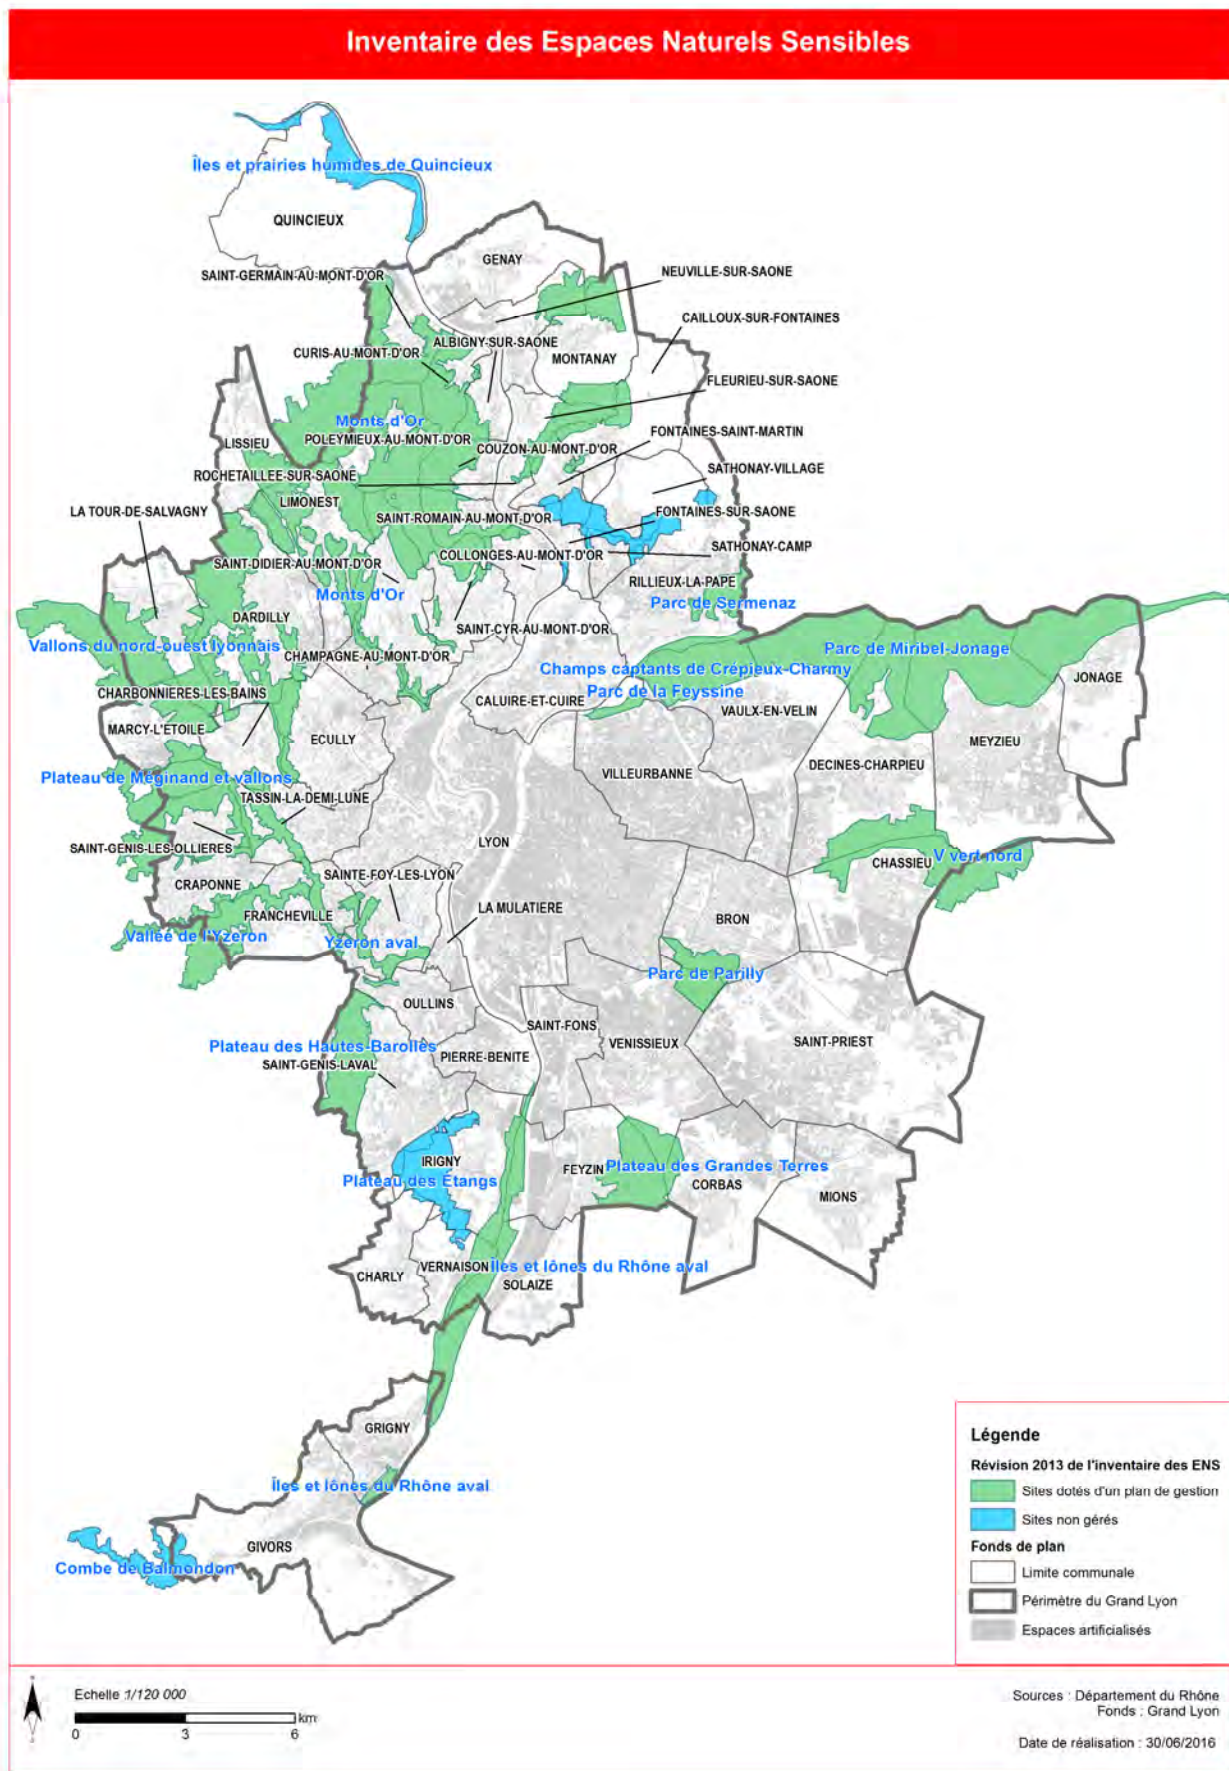 Inventaire des Espaces Naturels Sensibles
Îles et prairies humides de Quincieux
QUINCIEUX
GENAY
SAINT-GERMAIN-AU-MONT-D'OR
NEUVILLE-SUR-SAONE
CAILLOUX-SUR-FONTAINES
ALBIGNY-SUR-SAONE
CURIS-AU-MONT-D'OR
MONTANAY
FLEURIEU-SUR-SAONE
Monts d'Or
LISSIEU
POLEYMIEUX-AU-MONT-D'OR
FONTAINES-SAINT-MARTIN
COUZON-AU-MONT-D'OR
SATHONAY-VILLAGE
ROCHETAILLEE-SUR-SAONE
LIMONEST
LA TOUR-DE-SALVAGNY
SAINT-ROMAIN-AU-MONT-D'OR
FONTAINES-SUR-SAONE
SATHONAY-CAMP
COLLONGES-AU-MONT-D'OR
SAINT-DIDIER-AU-MONT-D'OR
RILLIEUX-LA-PAPE
Monts d'Or
Parc de Sermenaz
DARDILLY
SAINT-CYR-AU-MONT-D'OR
Vallons du nord-ouest lyonnais
Parc de Miribel-Jonage
CHAMPAGNE-AU-MONT-D'OR
Champs captants de Crépieux-Charmy
JONAGE
Parc de la Feyssine
CHARBONNIERES-LES-BAINS
CALUIRE-ET-CUIRE
VAULX-EN-VELIN
MARCY-L'ETOILE
ECULLY
MEYZIEU
DECINES-CHARPIEU
VILLEURBANNE
Plateau de Méginand et vallons
TASSIN-LA-DEMI-LUNE
LYON
SAINT-GENIS-LES-OLLIERES
V vert nord
CHASSIEU
SAINTE-FOY-LES-LYON
CRAPONNE
LA MULATIERE
FRANCHEVILLE
BRON
Vallée de l'Yzeron
Yzeron aval
Parc de Parilly
OULLINS
SAINT-FONS
VENISSIEUX
SAINT-PRIEST
Plateau des Hautes-Barolles
PIERRE-BENITE
SAINT-GENIS-LAVAL
IRIGNY
FEYZIN
Plateau des Grandes Terres
Plateau des Etangs
CORBAS
MIONS
VERNAISON
Îles et lônes du Rhône aval
CHARLY
SOLAIZE
GRIGNY
Îles et lônes du Rhône aval
GIVORS
Combe de Balmondon
Légende
Révision 2013 de l'inventaire des ENS
Sites dotés d'un plan de gestion
Sites non gérés
Fonds de plan
Limite communale
Périmètre du Grand Lyon
Espaces artificialisés
Echelle 1/120 000
km
0 3 6
Sources : Département du Rhône
Fonds : Grand Lyon
Date de réalisation : 30/06/2016